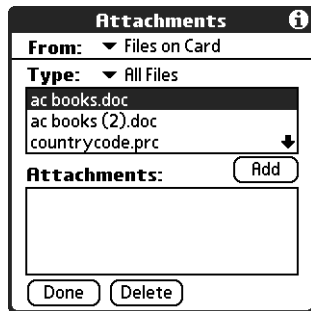 Attachments
From: Files on Card
Type: All Files
ac books.doc
ac books (2).doc
countrycode.prc
Attachments: Add
Done Delete